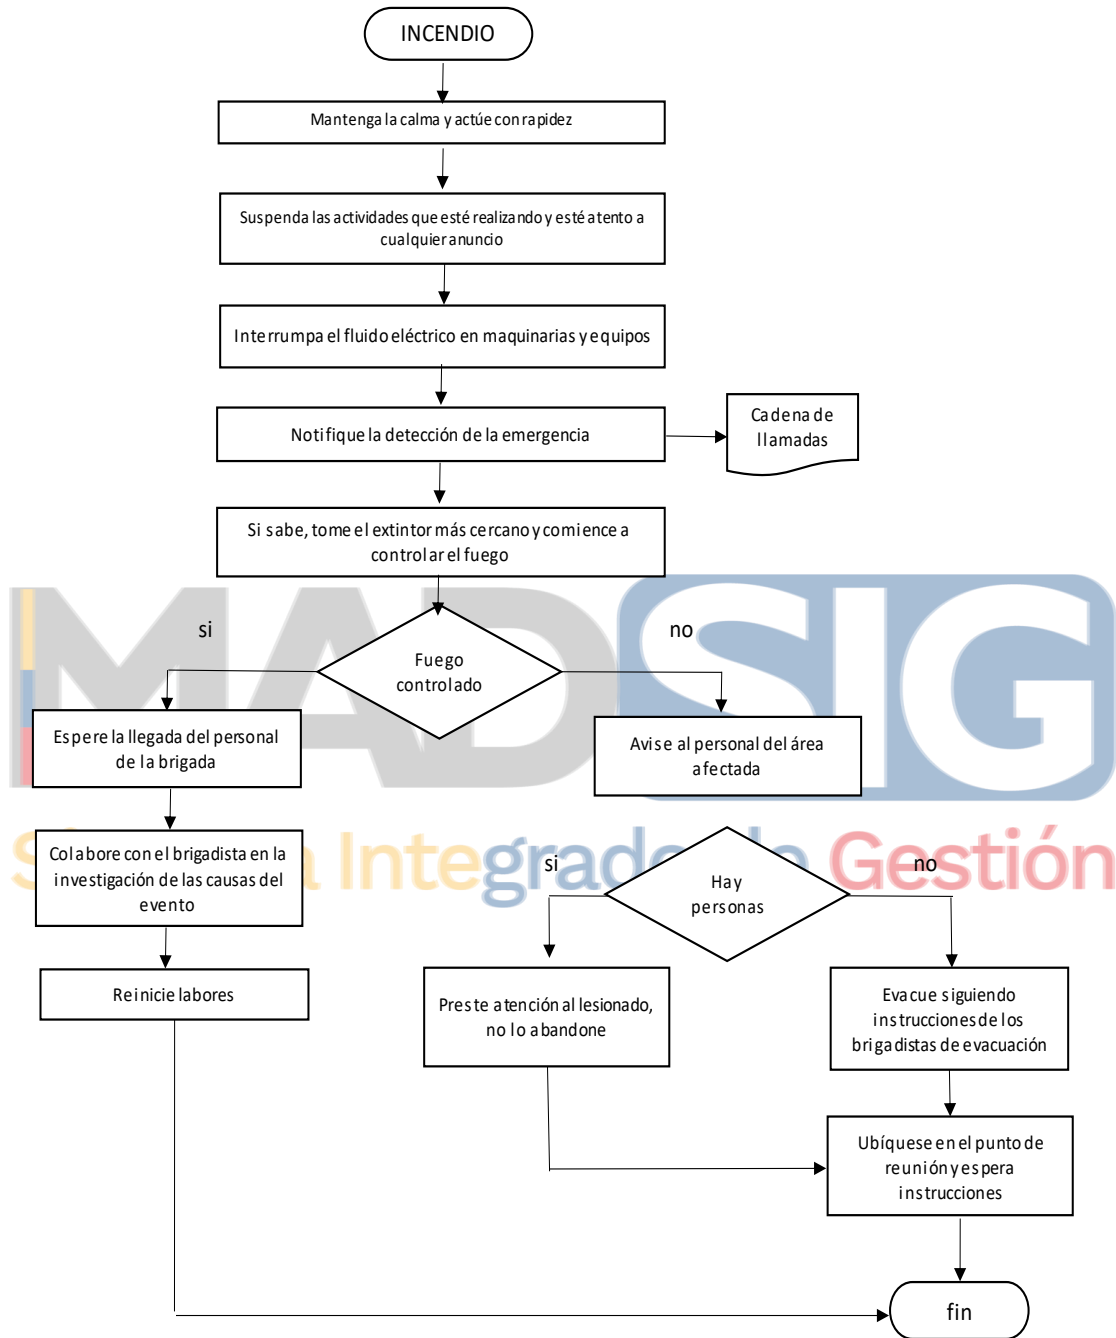 INCENDIO
Mantenga la calma y actúe con rapidez
Suspenda las actividades que esté realizando y esté atento a
cualquier anuncio
Interrumpa el fluido eléctrico en maquinarias y equipos
Notifique la detección de la emergencia
Cadena de
llamadas
Si sabe, tome el extintor más cercano y comience a
controlar el fuego
MADSIG
si
no
Fuego
controlado
Espere la llegada del personal
de la brigada
Avise al personal del área
afectada
Integrado
Gestión
Colabore con el brigadista en la
investigación de las causas del
evento
si
no
Hay
personas
Reinicie labores
Preste atención al lesionado,
no lo abandone
Evacue siguiendo
instrucciones de los
brigadistas de evacuación
Ubíquese en el punto de
reunión y espera
instrucciones
fin